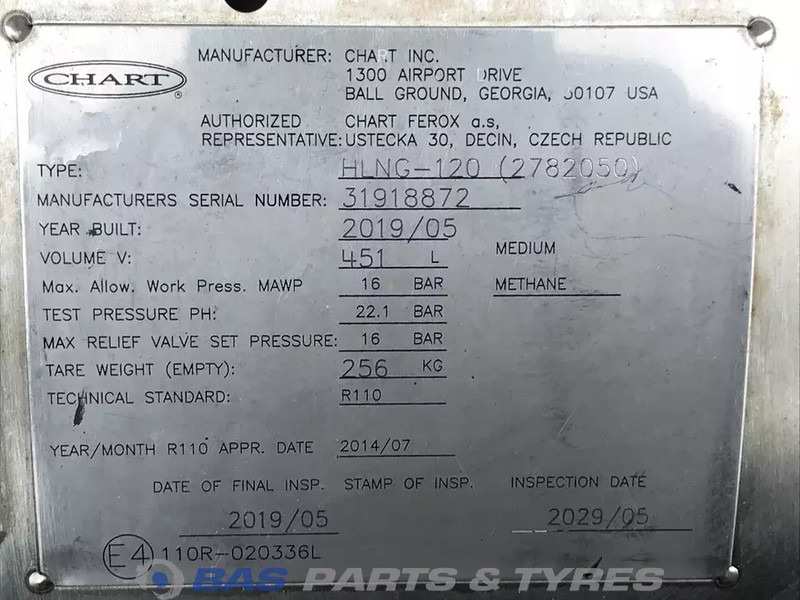 CHART®
MANUFACTURER: CHART INC.
1300 AIRPORT DRIVE
BALL GROUND, GEORGIA, 30107 USA
AUTHORIZED CHART FEROX a.s,
REPRESENTATIVE: USTECKA 30, DECIN, CZECH REPUBLIC
TYPE: HLNG-120 (2782050)
MANUFACTURERS SERIAL NUMBER: 31918872
YEAR BUILT: 2019/05
VOLUME V: 451 L MEDIUM
Max. Allow. Work Press. MAWP 16 BAR METHANE
TEST PRESSURE PH: 22.1 BAR
MAX RELIEF VALVE SET PRESSURE: 16 BAR
TARE WEIGHT (EMPTY): 256 KG
TECHNICAL STANDARD: R110
YEAR/MONTH R110 APPR. DATE 2014/07
DATE OF FINAL INSP. STAMP OF INSP. INSPECTION DATE
2019/05 2029/05
E4 110R-020336L
BAS PARTS & TYRES